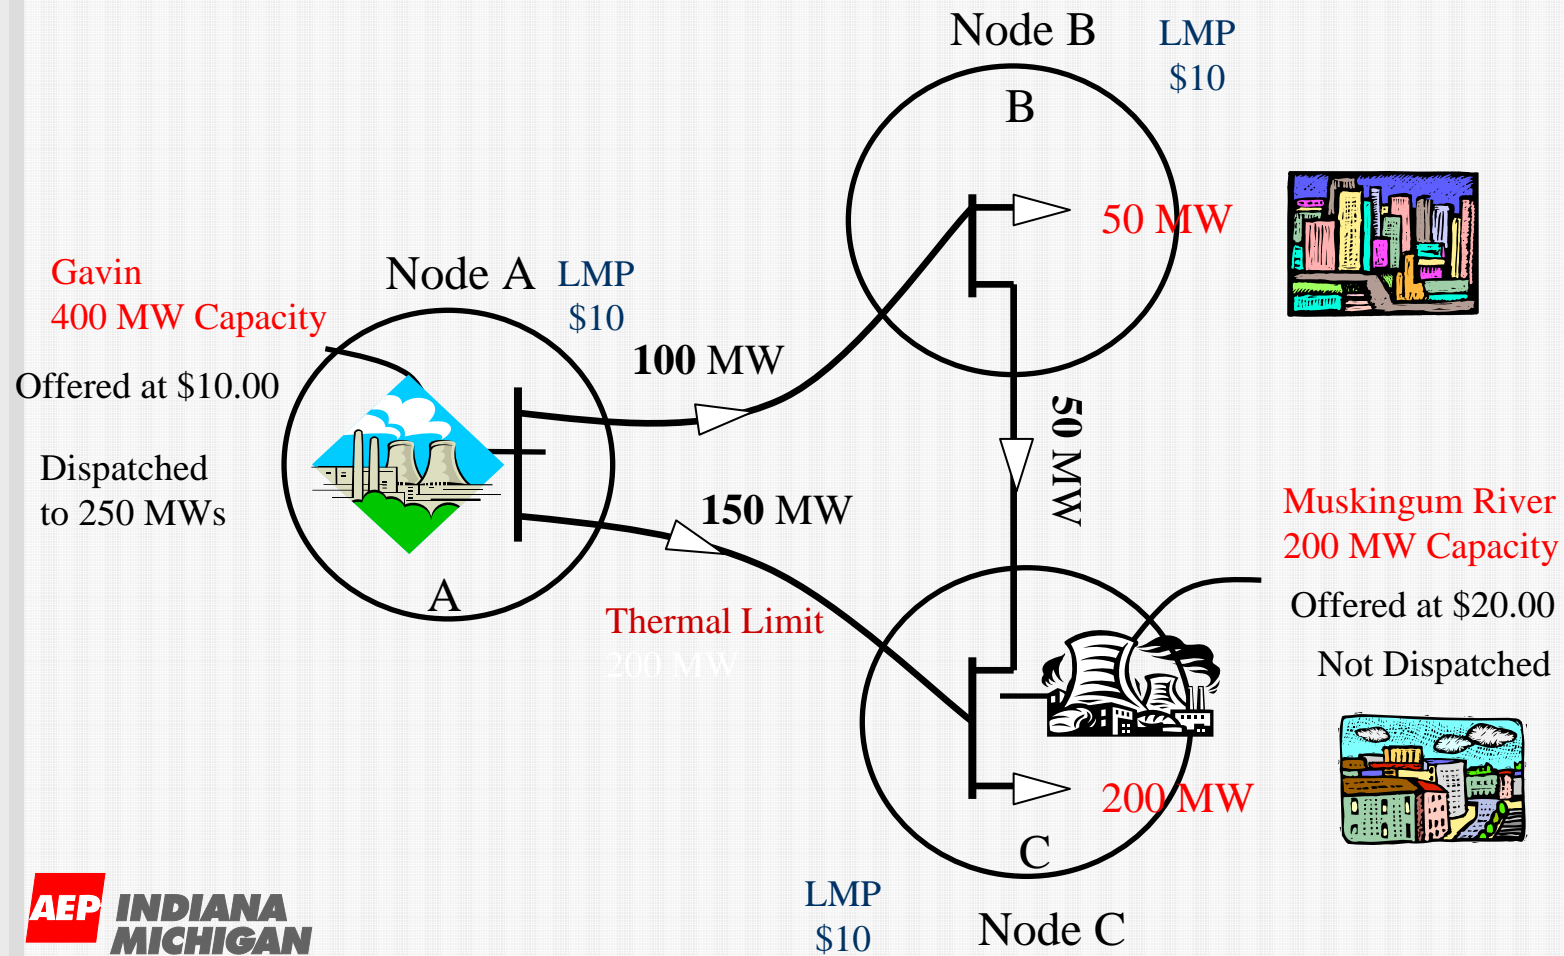 Node B
LMP
$10
B
50 MW
Gavin
400 MW Capacity
Node A
LMP
$10
Offered at $10.00
100 MW
Dispatched
to 250 MWs
50 MW
150 MW
A
Thermal Limit
200 MW
Muskingum River
200 MW Capacity
Offered at $20.00
Not Dispatched
200 MW
C
LMP
$10
Node C
AEP INDIANA
MICHIGAN